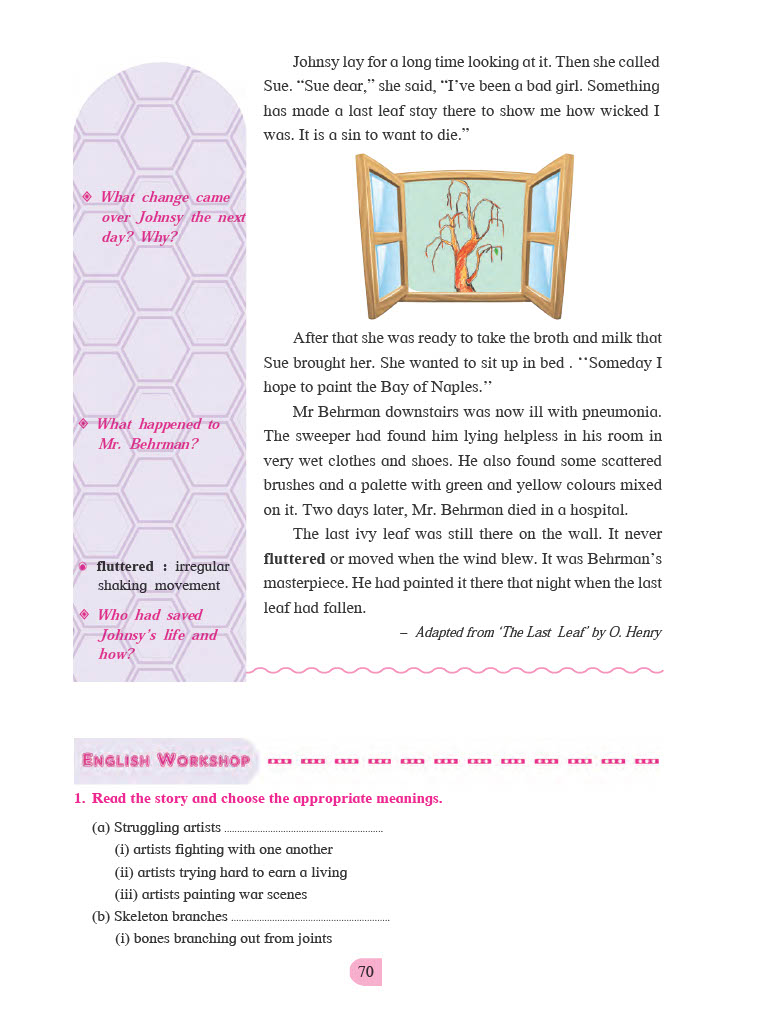 Johnsy lay for a long time looking at it. Then she called
Sue. “Sue dear,” she said, “I’ve been a bad girl. Something
has made a last leaf stay there to show me how wicked I
was. It is a sin to want to die.”
What change came
over Johnsy the next
day? Why?
After that she was ready to take the broth and milk that
Sue brought her. She wanted to sit up in bed . ‘‘Someday I
hope to paint the Bay of Naples.’’
Mr Behrman downstairs was now ill with pneumonia.
The sweeper had found him lying helpless in his room in
very wet clothes and shoes. He also found some scattered
brushes and a palette with green and yellow colours mixed
on it. Two days later, Mr. Behrman died in a hospital.
What happened to
Mr. Behrman?
The last ivy leaf was still there on the wall. It never
fluttered or moved when the wind blew. It was Behrman’s
masterpiece. He had painted it there that night when the last
leaf had fallen.
– Adapted from ‘The Last Leaf’ by O. Henry
fluttered : irregular
shaking movement
Who had saved
Johnsy’s life and
how?
ENGLISH WORKSHOP
1. Read the story and choose the appropriate meanings.
(a) Struggling artists ..............................................................
(i) artists fighting with one another
(ii) artists trying hard to earn a living
(iii) artists painting war scenes
(b) Skeleton branches ..............................................................
(i) bones branching out from joints
70